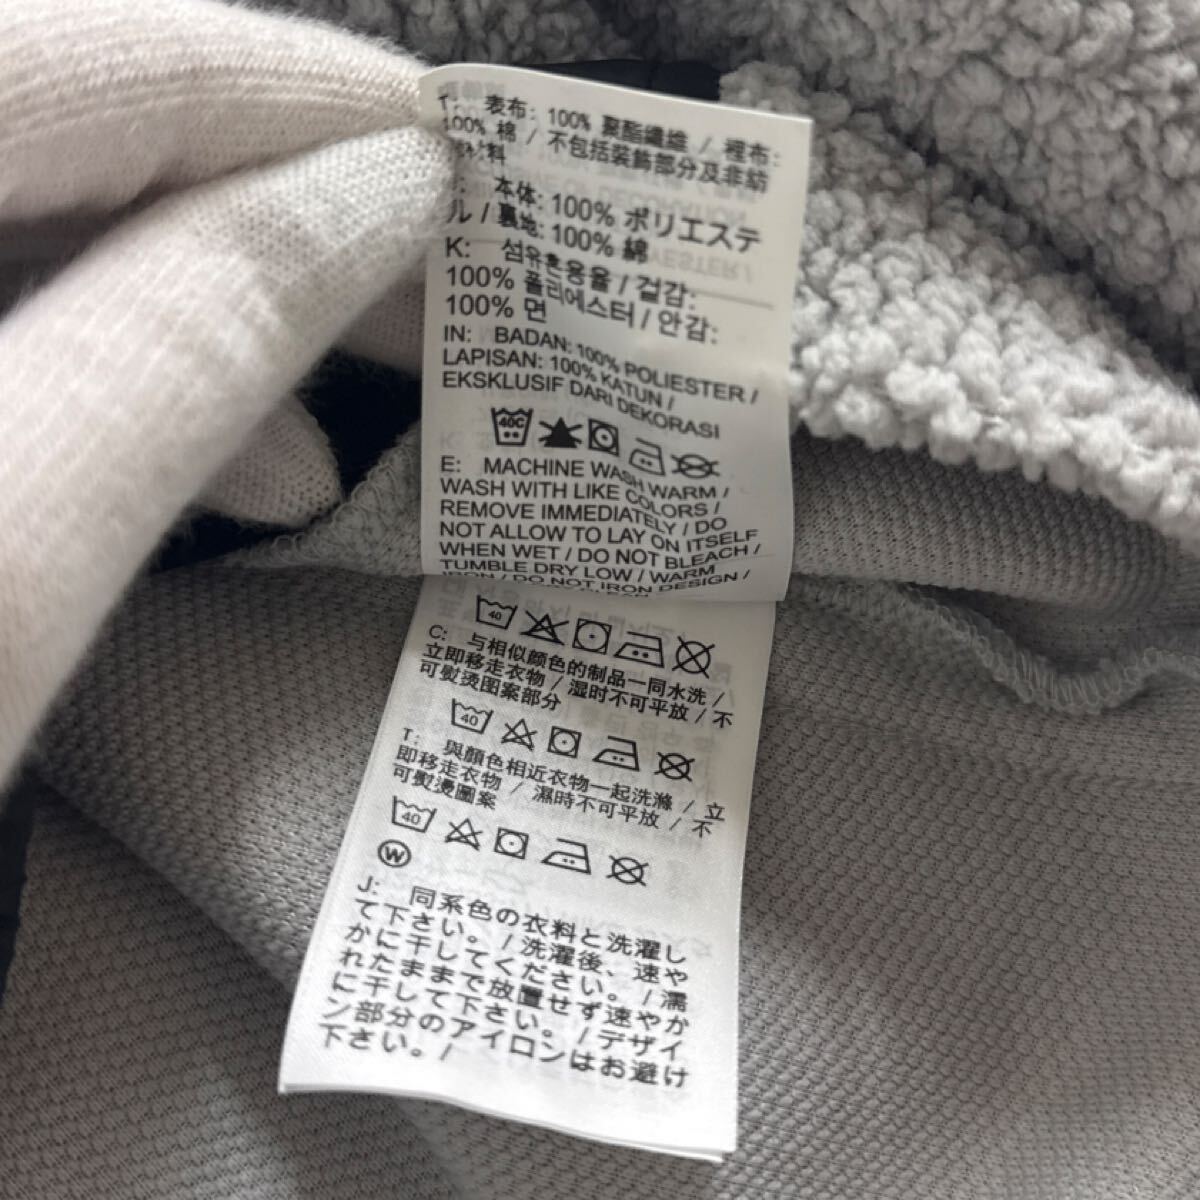 T: 表布: 100% 聚酯纖維 / 裡布:
100% 棉 / 不包括裝飾部分及非紡
料
本体: 100% ポリエステ
ル / 裏地: 100% 綿
K: 섬유혼용율 / 겉감:
100% 폴리에스터 / 안감:
100% 면
IN: BADAN: 100% POLIESTER /
LAPISAN: 100% KATUN /
EKSKLUSIF DARI DEKORASI
40C
E: MACHINE WASH WARM /
WASH WITH LIKE COLORS /
REMOVE IMMEDIATELY / DO
NOT ALLOW TO LAY ON ITSELF
WHEN WET / DO NOT BLEACH /
TUMBLE DRY LOW / WARM
IRON / DO NOT IRON DESIGN /
40
C: 与相似颜色的制品一同水洗 /
立即移走衣物 / 湿时不可平放 / 不
可熨烫图案部分
40
T: 與顏色相近衣物一起洗滌 / 立
即移走衣物 / 濕時不可平放 / 不
可熨燙圖案
40
W
J: 同系色の衣料と洗濯し
て下さい。/ 洗濯後、速や
かに干してください。/ 濡
れたままで放置せず速やか
に干して下さい。/ デザイ
ン部分のアイロンはお避け
下さい。/